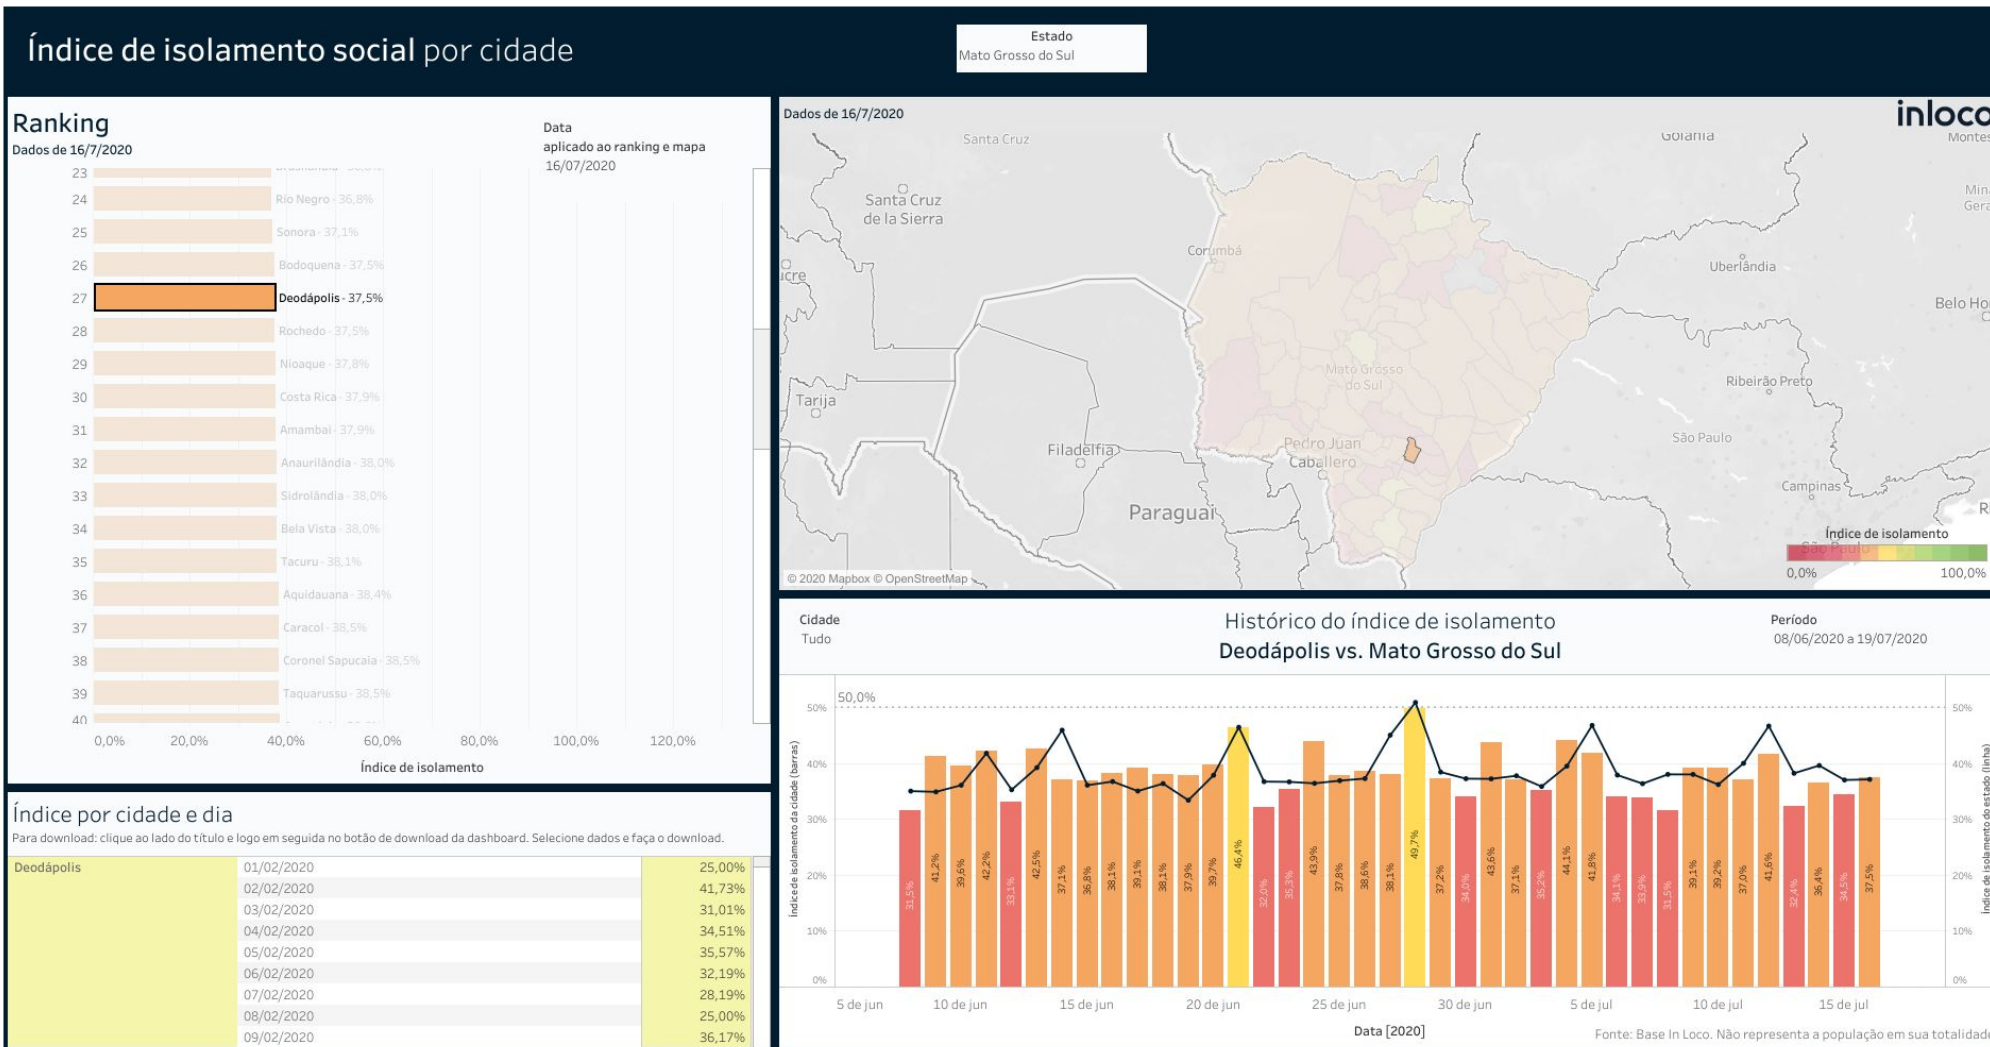 Índice de isolamento social por cidade
Estado
Mato Grosso do Sul
Ranking
Dados de 16/7/2020
Data
aplicado ao ranking e mapa
16/07/2020
23
24 Rio Negro - 36,8%
25 Sonora - 37,1%
26 Bodoquena - 37,5%
27 Deodápolis - 37,5%
28 Rochedo - 37,5%
29 Nioaque - 37,8%
30 Costa Rica - 37,9%
31 Amambai - 37,9%
32 Anaurilândia - 38,0%
33 Sidrolândia - 38,0%
34 Bela Vista - 38,0%
35 Tacuru - 38,1%
36 Aquidauana - 38,4%
37 Caracol - 38,5%
38 Coronel Sapucaia - 38,5%
39 Taquarussu - 38,5%
40
0,0% 20,0% 40,0% 60,0% 80,0% 100,0% 120,0%
Índice de isolamento
Índice por cidade e dia
Para download: clique ao lado do título e logo em seguida no botão de download da dashboard. Selecione dados e faça o download.
Deodápolis 01/02/2020 25,00%
02/02/2020 41,73%
03/02/2020 31,01%
04/02/2020 34,51%
05/02/2020 35,57%
06/02/2020 32,19%
07/02/2020 28,19%
08/02/2020 25,00%
09/02/2020 36,17%
Dados de 16/7/2020
inloco
Santa Cruz
Goiânia
Montes
Santa Cruz
de la Sierra
Corumbá
Uberlândia
Min
Gera
ucre
Belo Ho
Mato Grosso
do Sul
Ribeirão Preto
Tarija
Filadélfia
Pedro Juan
Caballero
São Paulo
Campinas
Paraguai
R
Índice de isolamento
São Paulo
0,0% 100,0%
© 2020 Mapbox © OpenStreetMap
Cidade
Tudo
Histórico do índice de isolamento
Deodápolis vs. Mato Grosso do Sul
Período
08/06/2020 a 19/07/2020
50,0%
Índice de isolamento da cidade (barras)
50%
40%
30%
20%
10%
0%
31,5% 41,2% 39,6% 42,2% 33,1% 42,5% 37,1% 36,8% 38,1% 39,1% 38,1% 37,9% 39,7% 46,4% 32,0% 35,3% 43,9% 37,8% 38,6% 38,1% 49,7% 37,2% 34,0% 43,6% 37,1% 35,2% 44,1% 41,8% 34,1% 33,9% 31,5% 39,1% 39,2% 37,0% 41,6% 32,4% 36,4% 34,5% 37,5%
50%
40%
30%
20%
10%
0%
Índice de isolamento do estado (linha)
5 de jun 10 de jun 15 de jun 20 de jun 25 de jun 30 de jun 5 de jul 10 de jul 15 de jul
Data [2020]
Fonte: Base In Loco. Não representa a população em sua totalidade